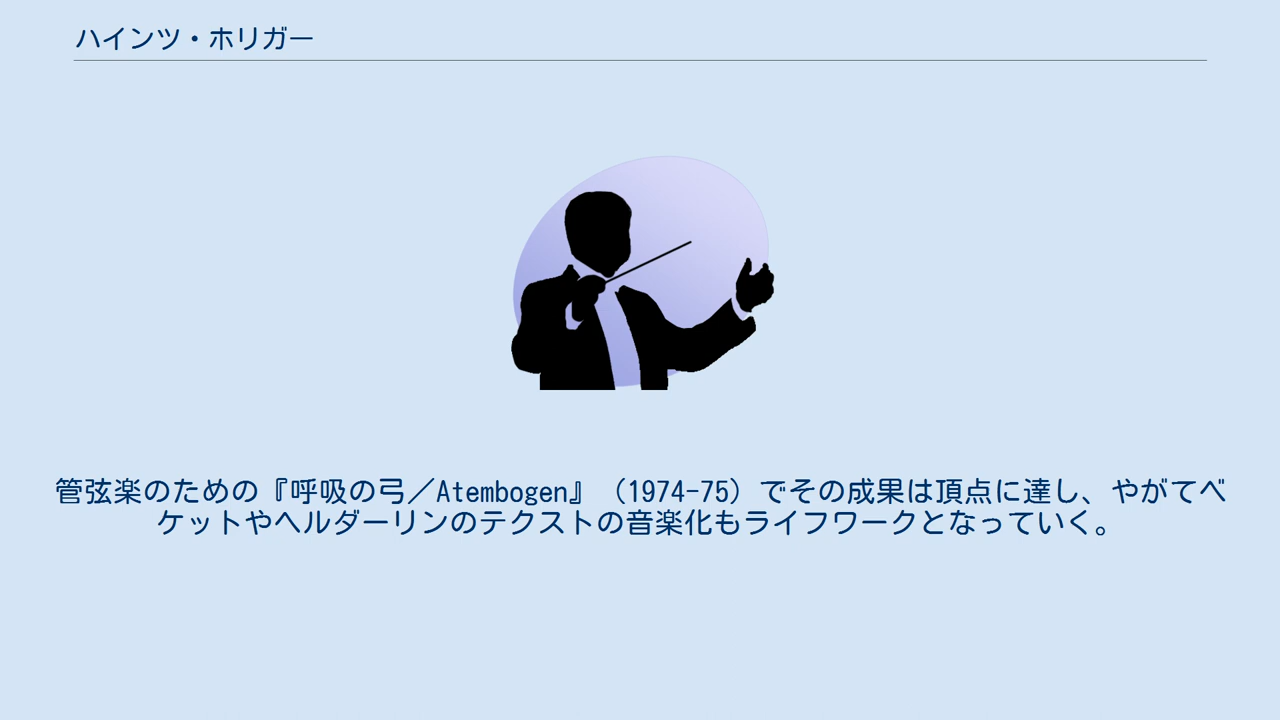 ハインツ・ホリガー
管弦楽のための『呼吸の弓／Atembogen』（1974-75）でその成果は頂点に達し、やがてベ
ケットやヘルダーリンのテクストの音楽化もライフワークとなっていく。